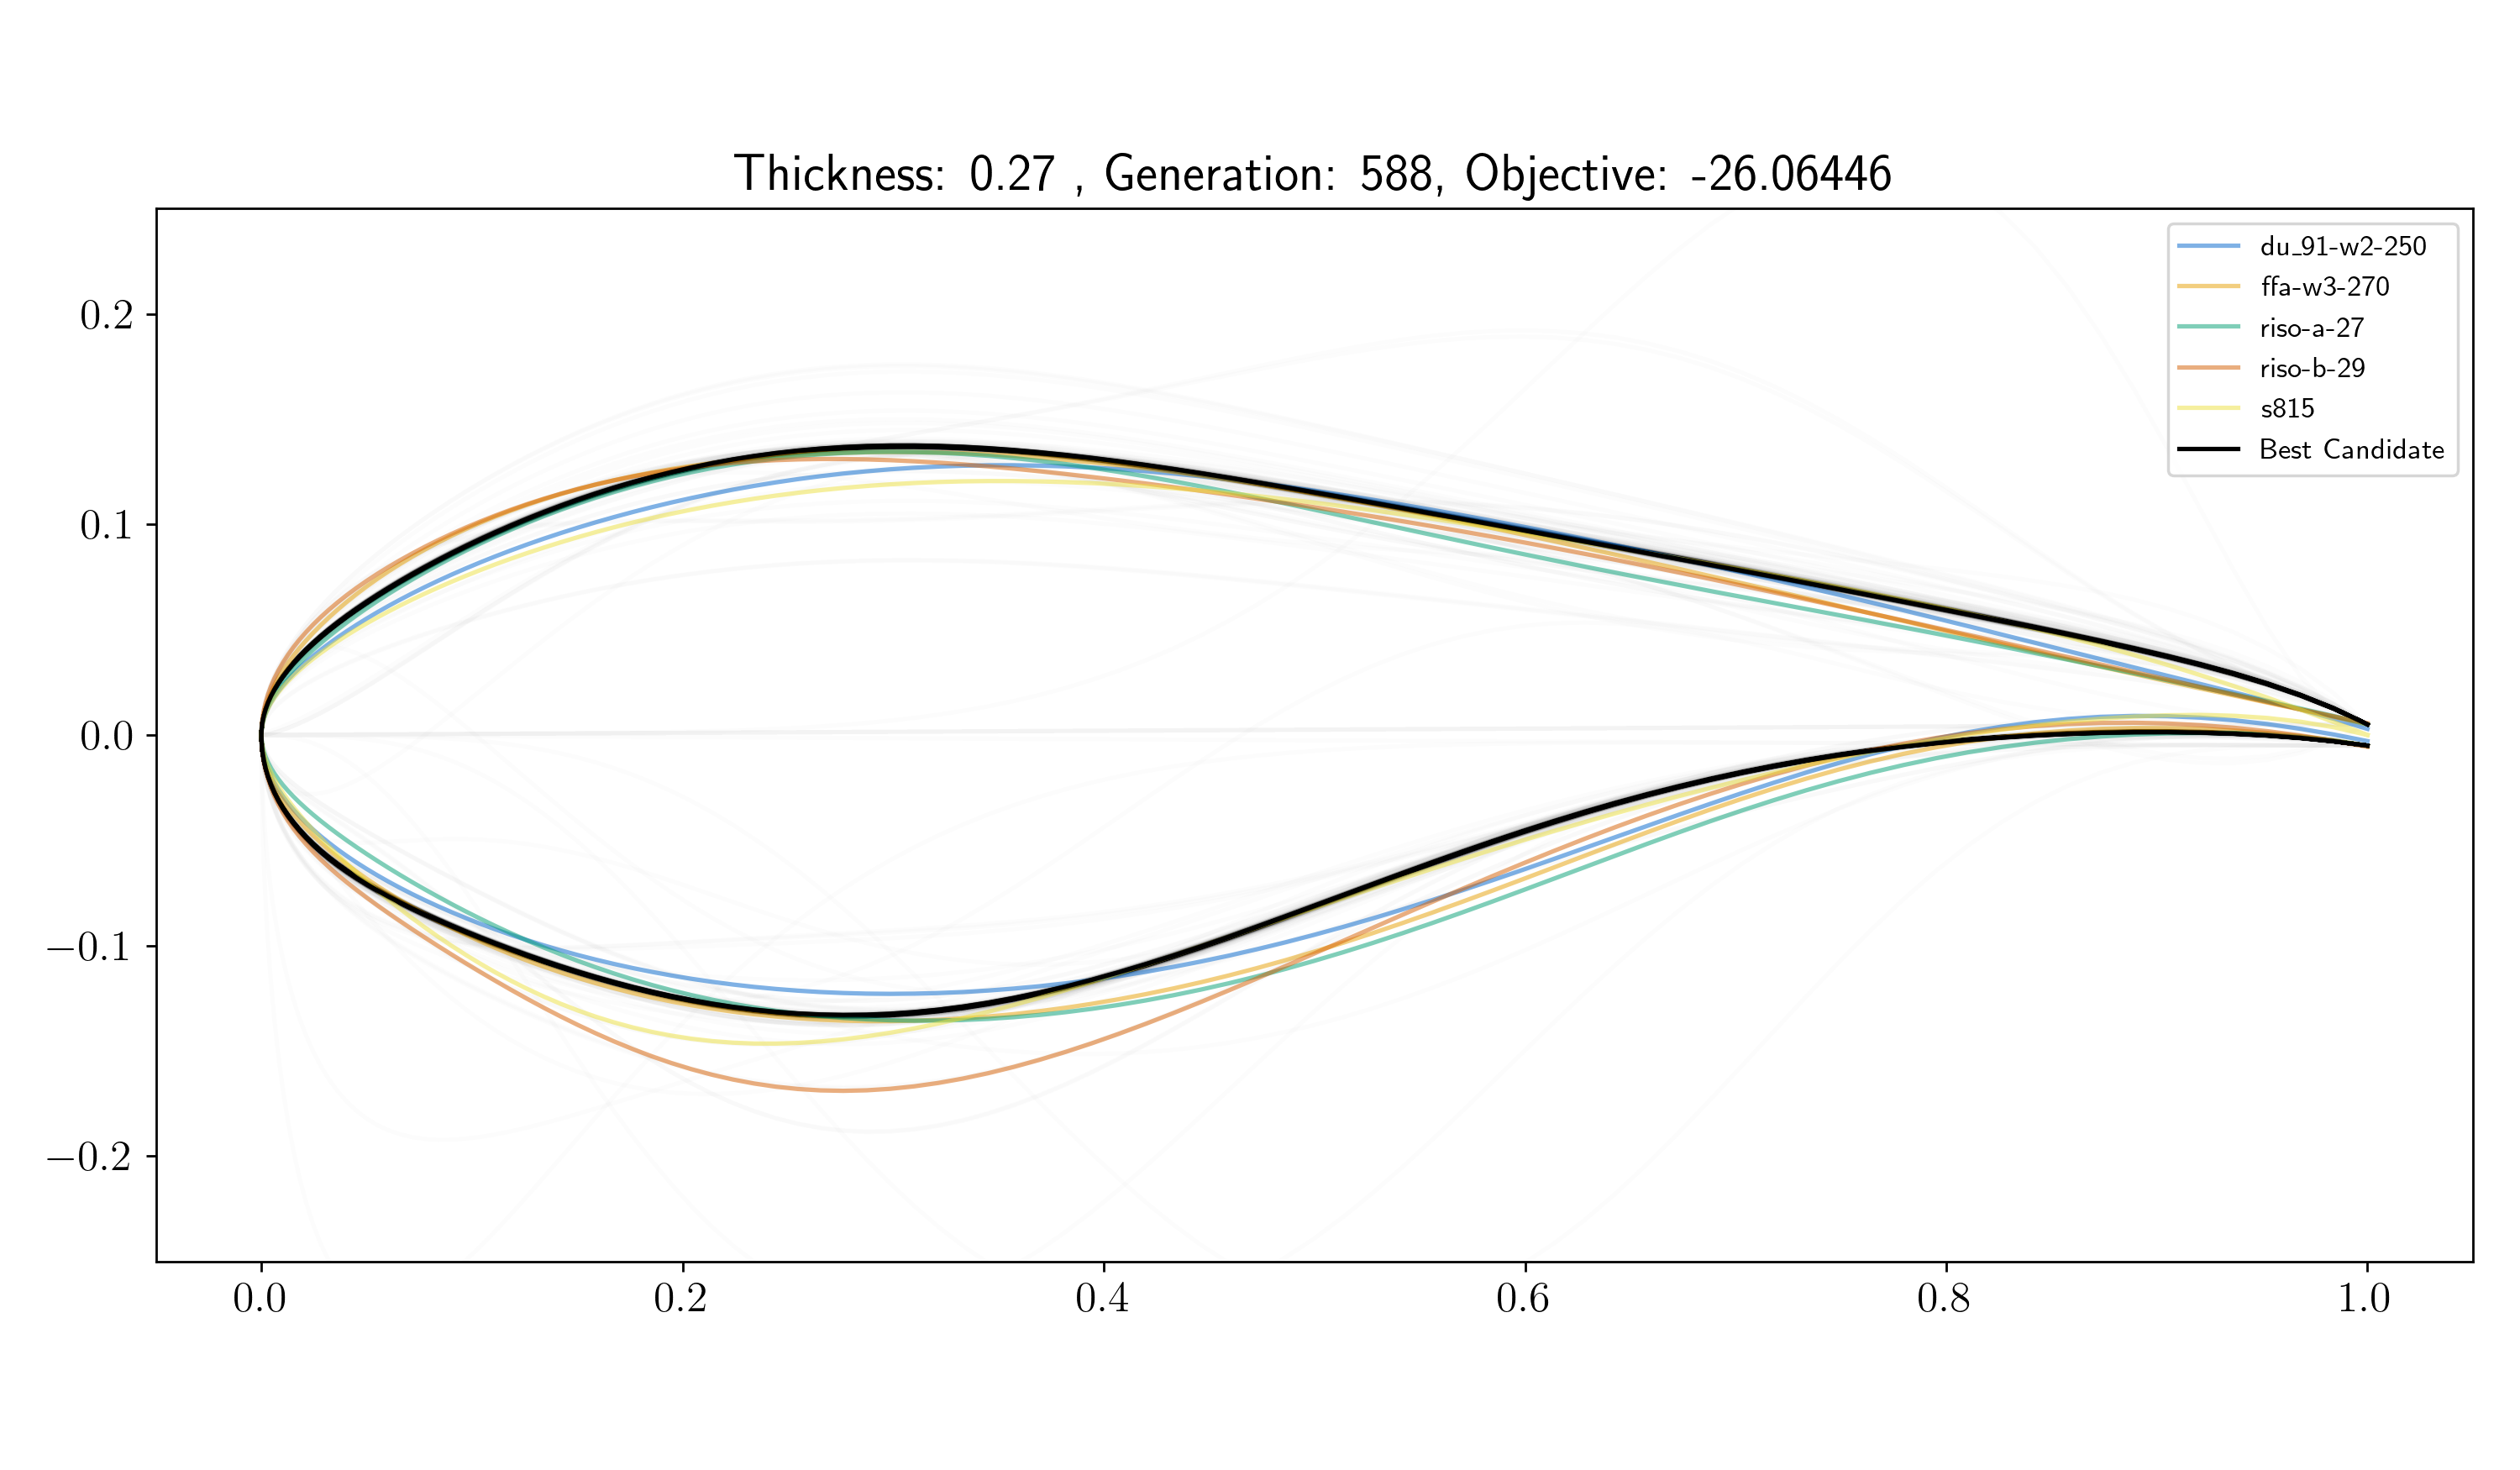 Thickness: 0.27 , Generation: 588, Objective: -26.06446
du_91-w2-250
ffa-w3-270
riso-a-27
riso-b-29
s815
Best Candidate
0.2
0.1
0.0
−0.1
−0.2
0.0 0.2 0.4 0.6 0.8 1.0